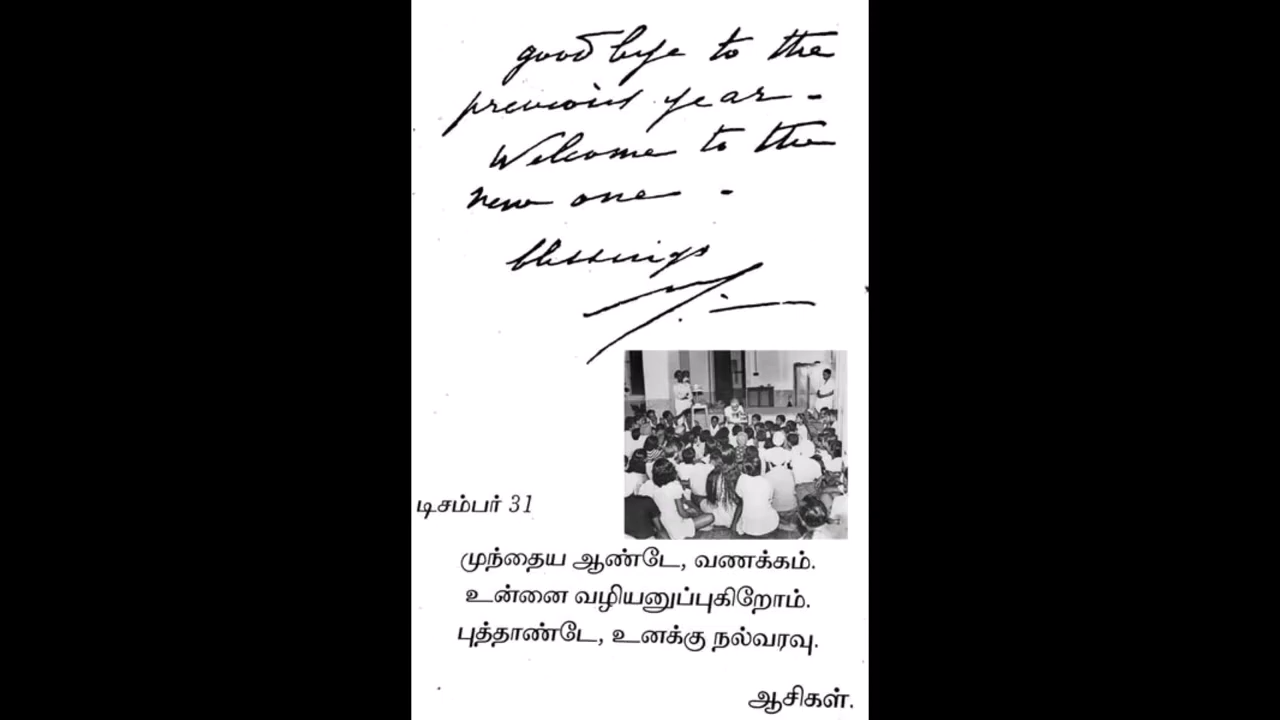 good bye to the
previous year -
Welcome to the
new one -
blessings
டிசம்பர் 31
முந்தைய ஆண்டே, வணக்கம்.
உன்னை வழியனுப்புகிறோம்.
புத்தாண்டே, உனக்கு நல்வரவு.
ஆசிகள்.